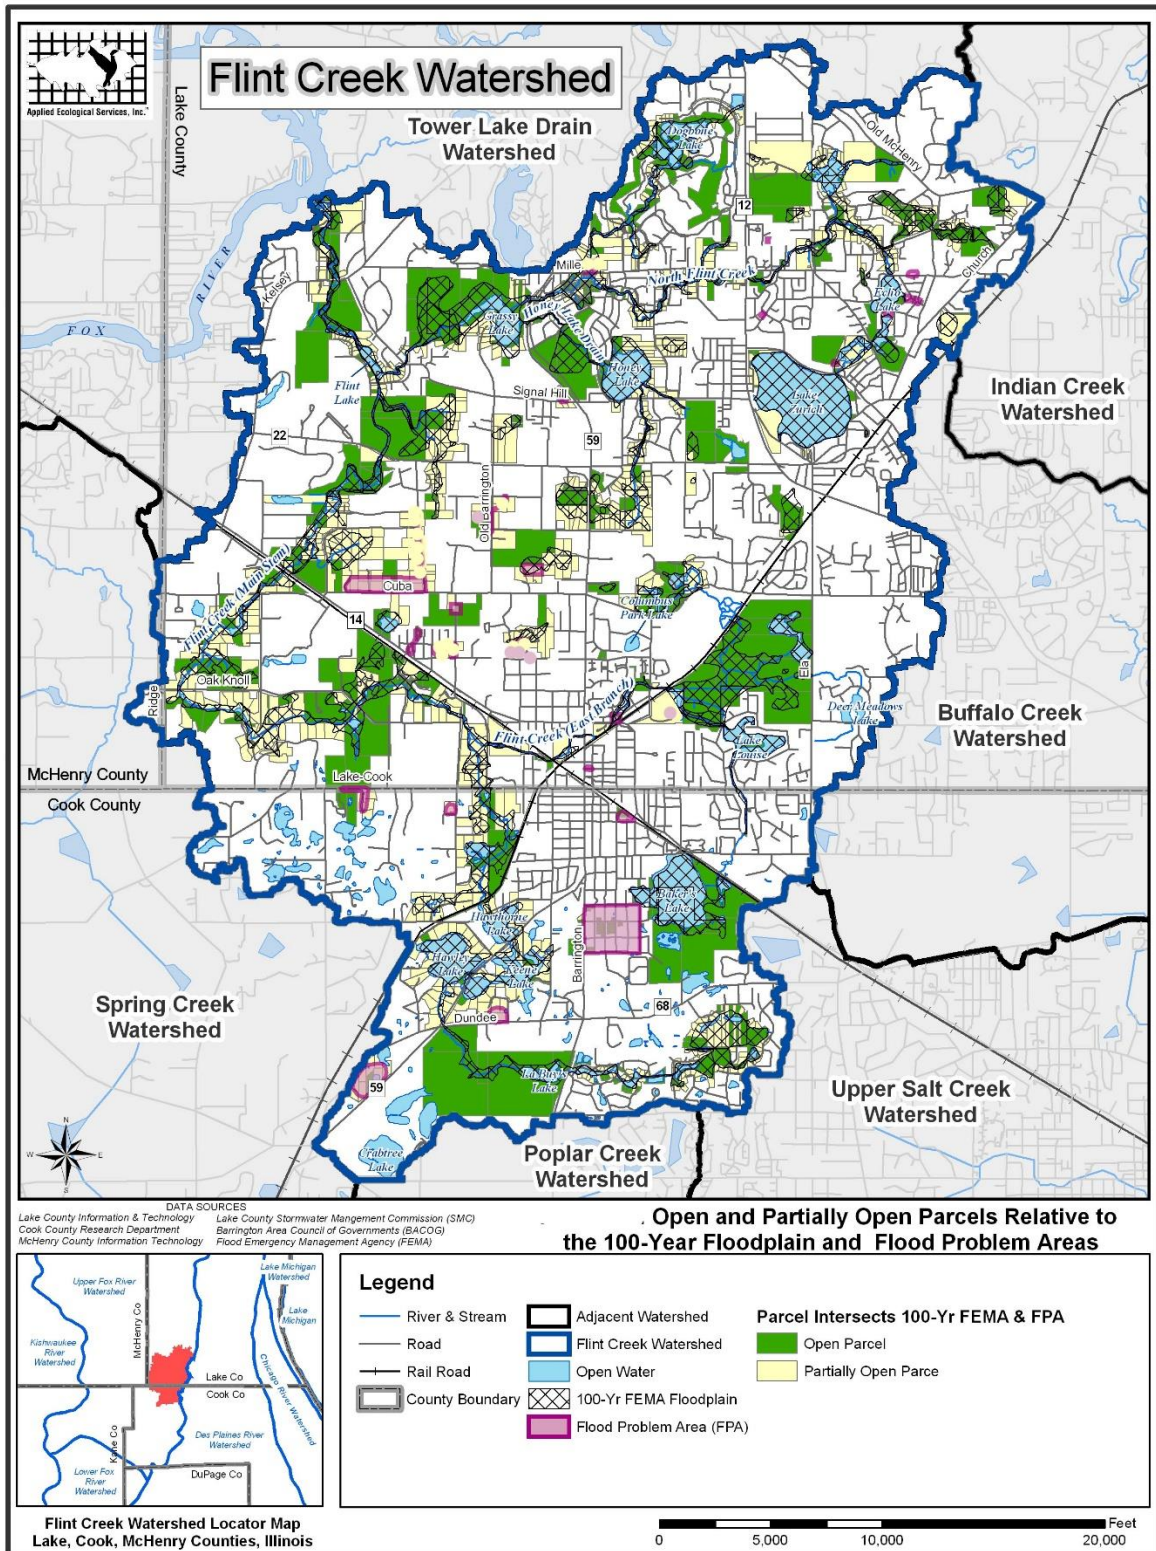 Applied Ecological Services, Inc.™
Flint Creek Watershed
Lake County
Tower Lake Drain
Watershed
Dogbone
Lake
Old McHenry
12
Kelsey
RIVER
FOX
Mille
North Flint Creek
Church
Echo
Lake
Grassy
Lake
Honey Lake Drain
Honey
Lake
Flint
Lake
Signal Hill
Lake
Zurich
Indian Creek
Watershed
22
59
Old Barrington
Flint Creek (Main Stem)
Cuba
Columbus
Park Lake
14
Oak Knoll
Ela
Ridge
Flint Creek (East Branch)
Deer Meadows
Lake
Buffalo Creek
Watershed
Lake
Louise
McHenry County
Lake-Cook
Cook County
Baker's
Lake
Hawthorne
Lake
Barrington
Hawley
Lake
Keene
Lake
Spring Creek
Watershed
68
Dundee
La Buy's
Lake
59
Upper Salt Creek
Watershed
Crabtree
Lake
Poplar Creek
Watershed
N
W
E
S
DATA SOURCES
Lake County Information & Technology
Cook County Research Department
McHenry County Information Technology
Lake County Stormwater Mangement Commission (SMC)
Barrington Area Council of Governments (BACOG)
Flood Emergency Management Agency (FEMA)
Open and Partially Open Parcels Relative to
the 100-Year Floodplain and Flood Problem Areas
Upper Fox River
Watershed
Lake Michigan
Watershed
Lake
Michigan
McHenry Co
Kishwaukee
River
Watershed
Lake Co
Cook Co
Chicago River Watershed
Des Plaines River
Watershed
Kane Co
Lower Fox
River
Watershed
DuPage Co
Flint Creek Watershed Locator Map
Lake, Cook, McHenry Counties, Illinois
Legend
River & Stream
Road
Rail Road
County Boundary
Adjacent Watershed
Flint Creek Watershed
Open Water
100-Yr FEMA Floodplain
Flood Problem Area (FPA)
Parcel Intersects 100-Yr FEMA & FPA
Open Parcel
Partially Open Parce
Feet
0
5,000
10,000
20,000